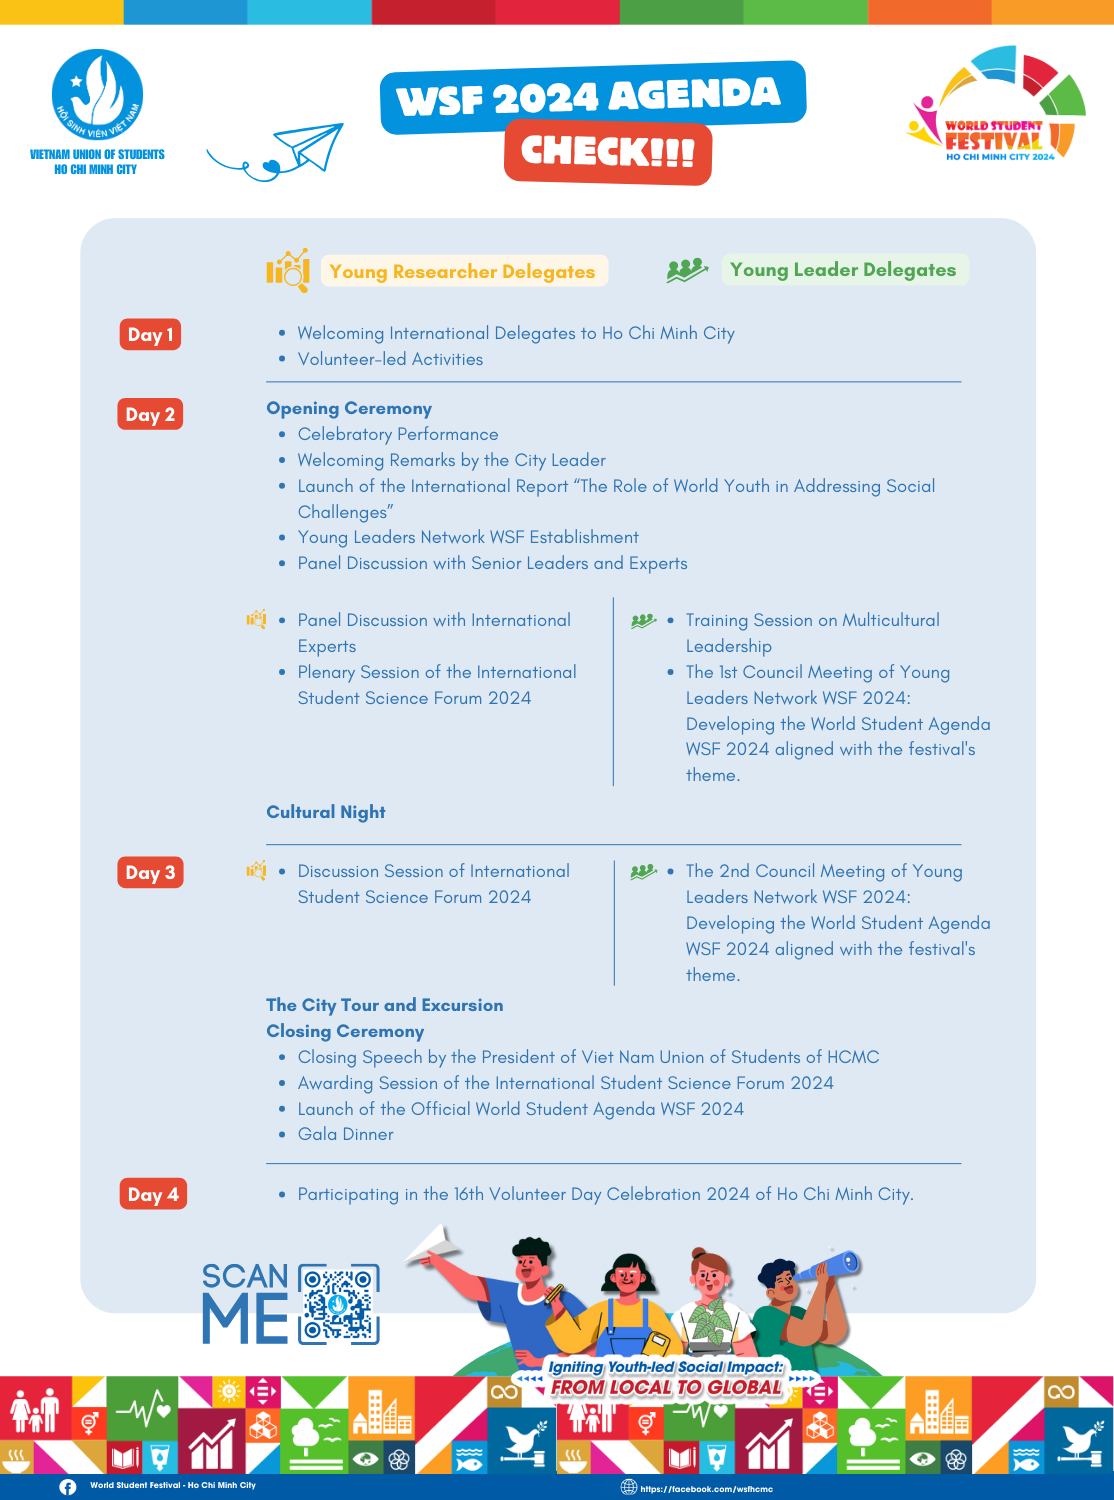 WSF 2024 AGENDA
CHECK!!!
HỘI SINH VIÊN VIỆT NAM
VIETNAM UNION OF STUDENTS
HO CHI MINH CITY
WORLD STUDENT
FESTIVAL
HO CHI MINH CITY 2024
Young Researcher Delegates
Young Leader Delegates
Day 1
• Welcoming International Delegates to Ho Chi Minh City
• Volunteer-led Activities
Day 2
Opening Ceremony
• Celebratory Performance
• Welcoming Remarks by the City Leader
• Launch of the International Report “The Role of World Youth in Addressing Social
Challenges”
• Young Leaders Network WSF Establishment
• Panel Discussion with Senior Leaders and Experts
• Panel Discussion with International
Experts
• Plenary Session of the International
Student Science Forum 2024
• Training Session on Multicultural
Leadership
• The 1st Council Meeting of Young
Leaders Network WSF 2024:
Developing the World Student Agenda
WSF 2024 aligned with the festival's
theme.
Cultural Night
Day 3
• Discussion Session of International
Student Science Forum 2024
• The 2nd Council Meeting of Young
Leaders Network WSF 2024:
Developing the World Student Agenda
WSF 2024 aligned with the festival's
theme.
The City Tour and Excursion
Closing Ceremony
• Closing Speech by the President of Viet Nam Union of Students of HCMC
• Awarding Session of the International Student Science Forum 2024
• Launch of the Official World Student Agenda WSF 2024
• Gala Dinner
Day 4
• Participating in the 16th Volunteer Day Celebration 2024 of Ho Chi Minh City.
SCAN
ME
Igniting Youth-led Social Impact:
FROM LOCAL TO GLOBAL
World Student Festival - Ho Chi Minh City
https://facebook.com/wsfhcmc